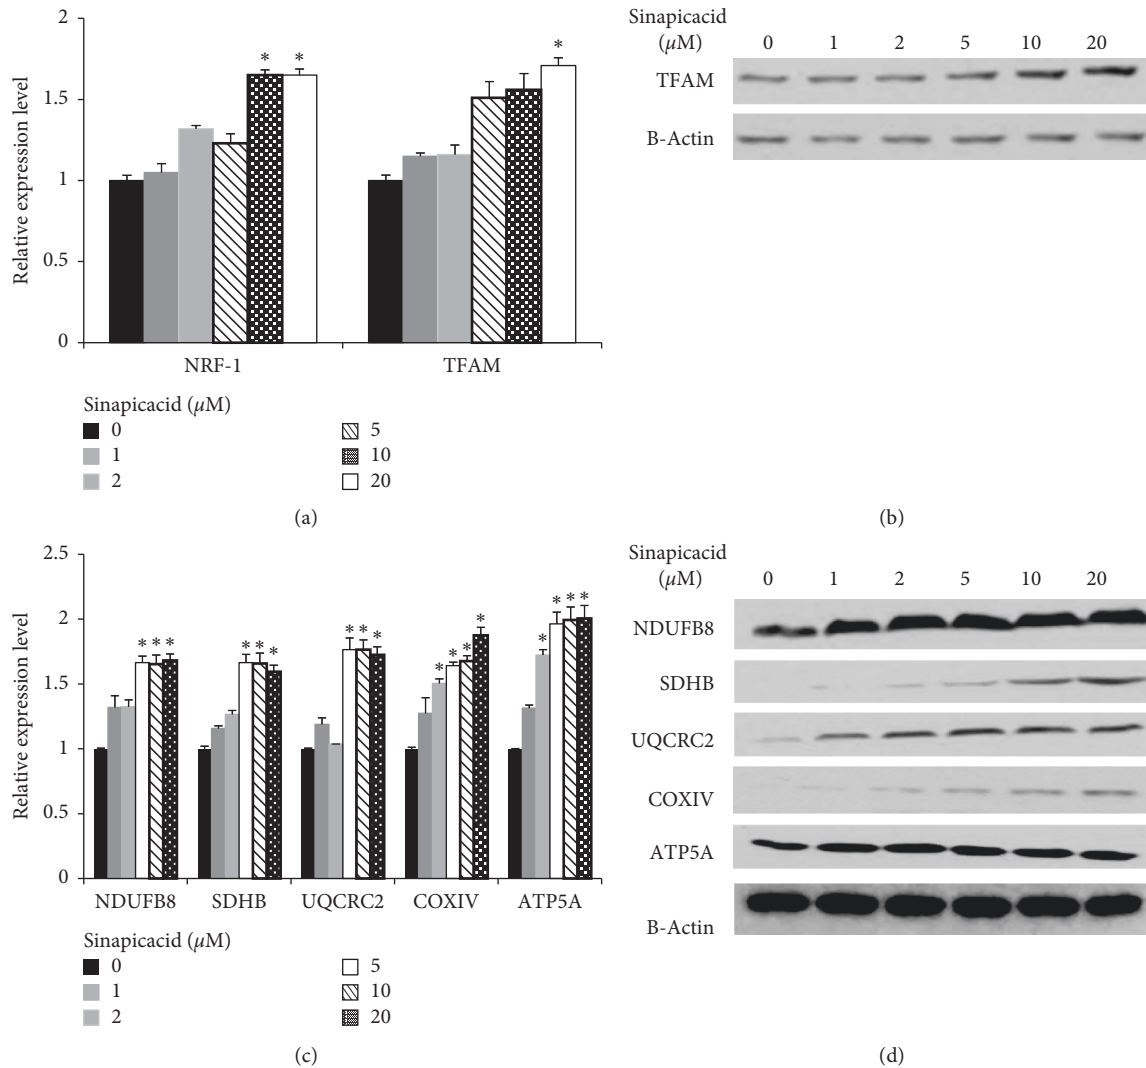 2
1.5
1
0.5
0
Relative expression level
* *
*
NRF-1 TFAM
Sinapicacid (μM)
0 5
1 10
2 20
(a)
Sinapicacid
(μM) 0 1 2 5 10 20
TFAM
B-Actin
(b)
2.5
2
1.5
1
0.5
0
Relative expression level
* * *
* * *
* * *
* * * *
* * * *
NDUFB8 SDHB UQCRC2 COXIV ATP5A
Sinapicacid (μM)
0 5
1 10
2 20
(c)
Sinapicacid
(μM) 0 1 2 5 10 20
NDUFB8
SDHB
UQCRC2
COXIV
ATP5A
B-Actin
(d)